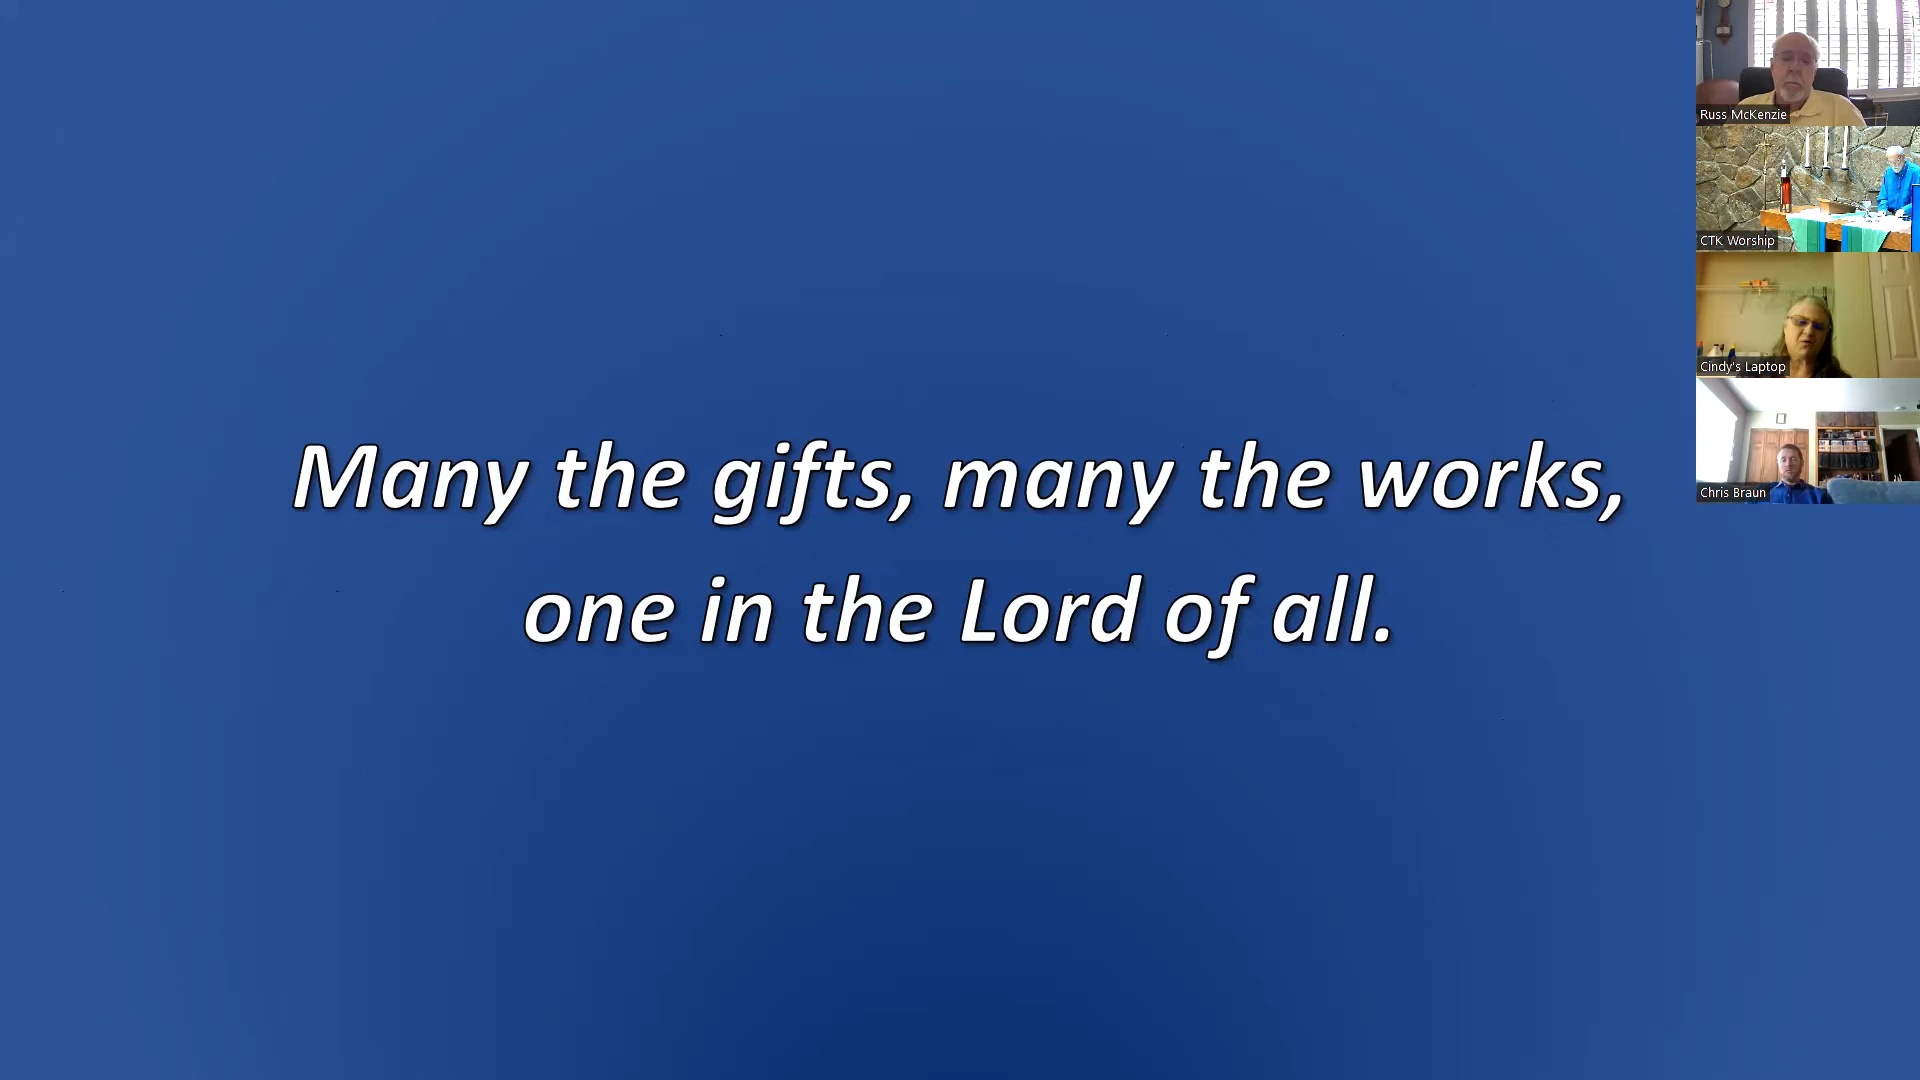 Many the gifts, many the works,
one in the Lord of all.
Russ McKenzie
CTK Worship
Cindy's Laptop
Chris Braun